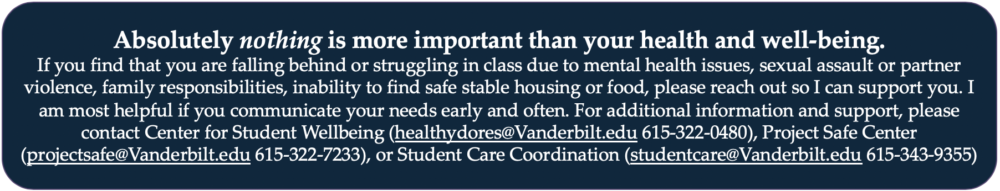 Absolutely nothing is more important than your health and well-being.
If you find that you are falling behind or struggling in class due to mental health issues, sexual assault or partner
violence, family responsibilities, inability to find safe stable housing or food, please reach out so I can support you. I
am most helpful if you communicate your needs early and often. For additional information and support, please
contact Center for Student Wellbeing (healthydores@Vanderbilt.edu 615-322-0480), Project Safe Center
(projectsafe@Vanderbilt.edu 615-322-7233), or Student Care Coordination (studentcare@Vanderbilt.edu 615-343-9355)